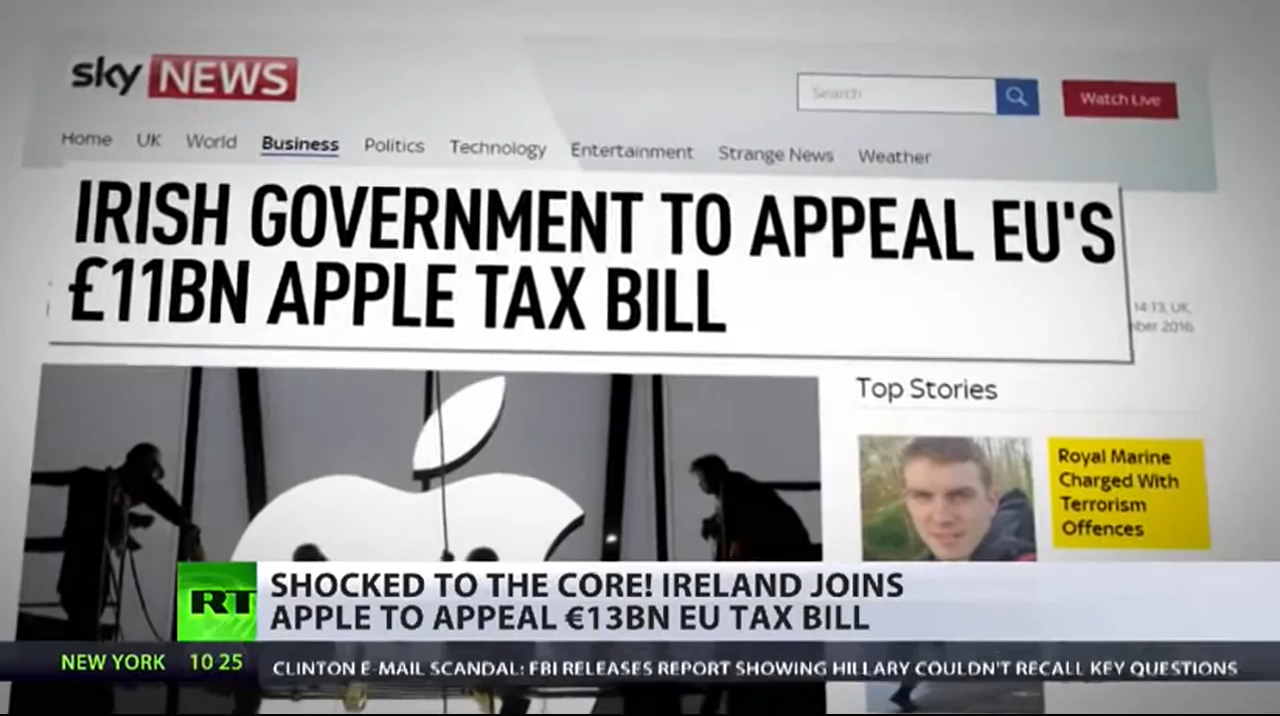 sky NEWS
Search
Watch Live
Home UK World Business Politics Technology Entertainment Strange News Weather
IRISH GOVERNMENT TO APPEAL EU'S
£11BN APPLE TAX BILL
14:13, UK,
ber 2016
Top Stories
Royal Marine
Charged With
Terrorism
Offences
RT
SHOCKED TO THE CORE! IRELAND JOINS
APPLE TO APPEAL €13BN EU TAX BILL
NEW YORK 10 25
CLINTON E-MAIL SCANDAL: FBI RELEASES REPORT SHOWING HILLARY COULDN'T RECALL KEY QUESTIONS